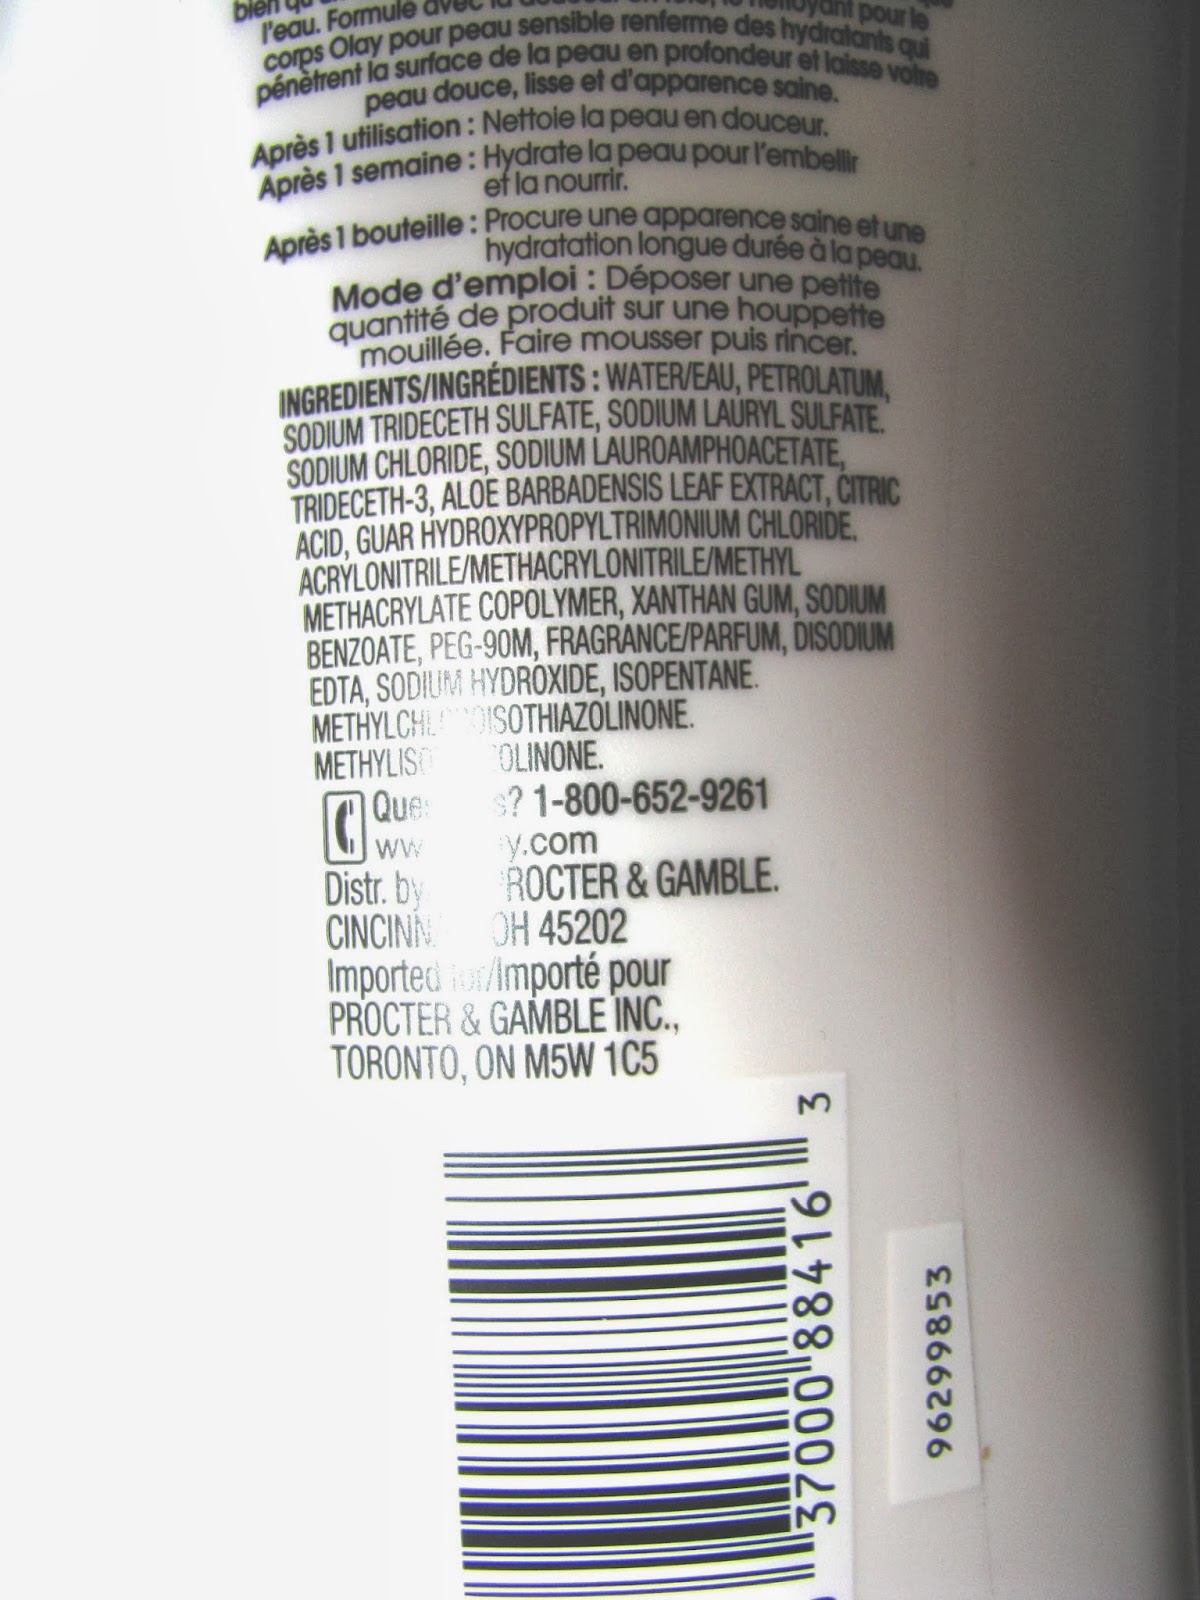 l'eau. Formulé avec la douceur nettoyant pour le
corps Olay pour peau sensible renferme des hydratants qui
pénètrent la surface de la peau en profondeur et laisse votre
peau douce, lisse et d'apparence saine.
Après 1 utilisation : Nettoie la peau en douceur.
Après 1 semaine : Hydrate la peau pour l'embellir
et la nourrir.
Après 1 bouteille : Procure une apparence saine et une
hydratation longue durée à la peau.
Mode d'emploi : Déposer une petite
quantité de produit sur une houppette
mouillée. Faire mousser puis rincer.
INGREDIENTS/INGRÉDIENTS : WATER/EAU, PETROLATUM,
SODIUM TRIDECETH SULFATE, SODIUM LAURYL SULFATE.
SODIUM CHLORIDE, SODIUM LAUROAMPHOACETATE,
TRIDECETH-3, ALOE BARBADENSIS LEAF EXTRACT, CITRIC
ACID, GUAR HYDROXYPROPYLTRIMONIUM CHLORIDE.
ACRYLONITRILE/METHACRYLONITRILE/METHYL
METHACRYLATE COPOLYMER, XANTHAN GUM, SODIUM
BENZOATE, PEG-90M, FRAGRANCE/PARFUM, DISODIUM
EDTA, SODIUM HYDROXIDE, ISOPENTANE.
1-800-652-9261
Distr. by & GAMBLE.
45202
Imported for/Importé pour
PROCTER & GAMBLE INC.,
TORONTO, ON M5W 1C5
37000 88416 3
96299853